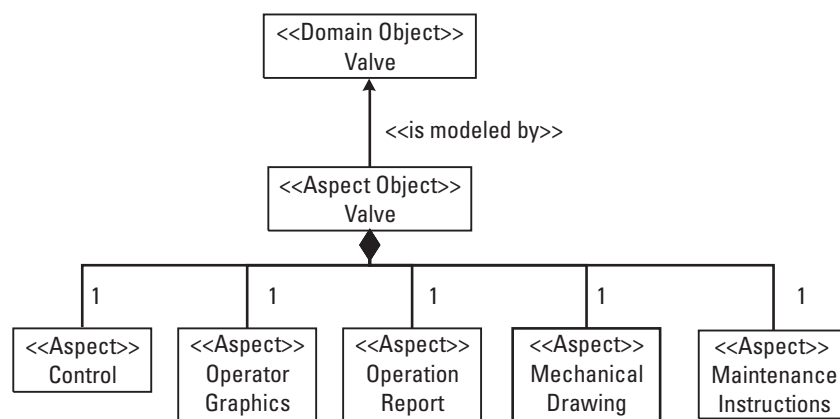 <<Domain Object>>
Valve
<<is modeled by>>
<<Aspect Object>>
Valve
1
1
1
1
1
<<Aspect>>
Control
<<Aspect>>
Operator
Graphics
<<Aspect>>
Operation
Report
<<Aspect>>
Mechanical
Drawing
<<Aspect>>
Maintenance
Instructions